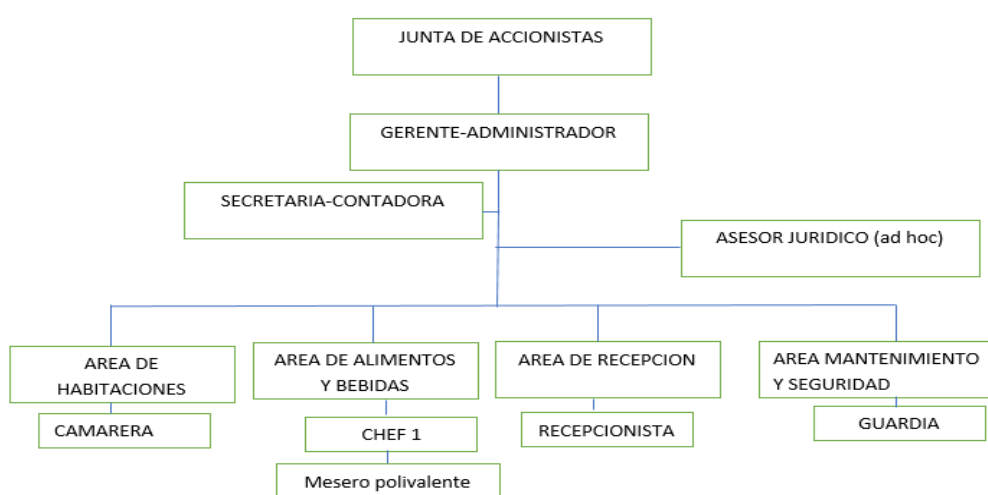 JUNTA DE ACCIONISTAS
GERENTE-ADMINISTRADOR
SECRETARIA-CONTADORA
ASESOR JURIDICO (ad hoc)
AREA DE
HABITACIONES
AREA DE ALIMENTOS
Y BEBIDAS
AREA DE RECEPCION
AREA MANTENIMIENTO
Y SEGURIDAD
CAMARERA
CHEF 1
RECEPCIONISTA
GUARDIA
Mesero polivalente